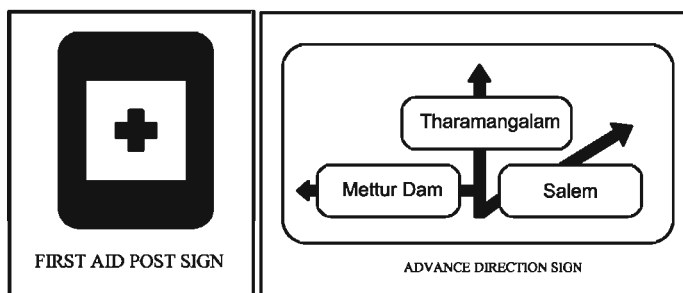 FIRST AID POST SIGN
Tharamangalam
Mettur Dam
Salem
ADVANCE DIRECTION SIGN